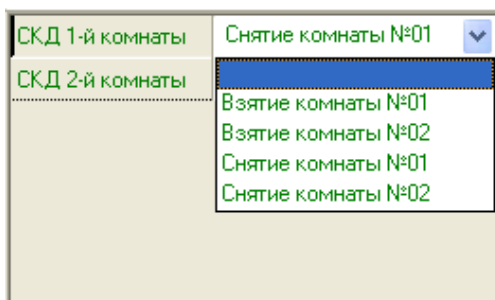 СКД 1-й комнаты Снятие комнаты №01
СКД 2-й комнаты
Взятие комнаты №01
Взятие комнаты №02
Снятие комнаты №01
Снятие комнаты №02